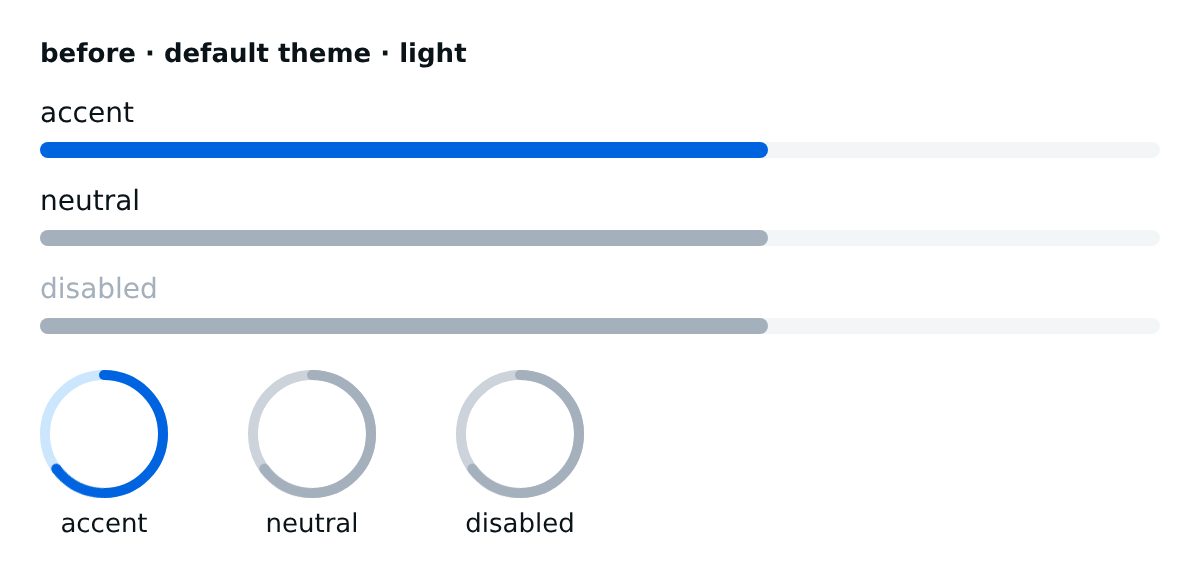 before · default theme · light
accent
neutral
disabled
accent neutral disabled